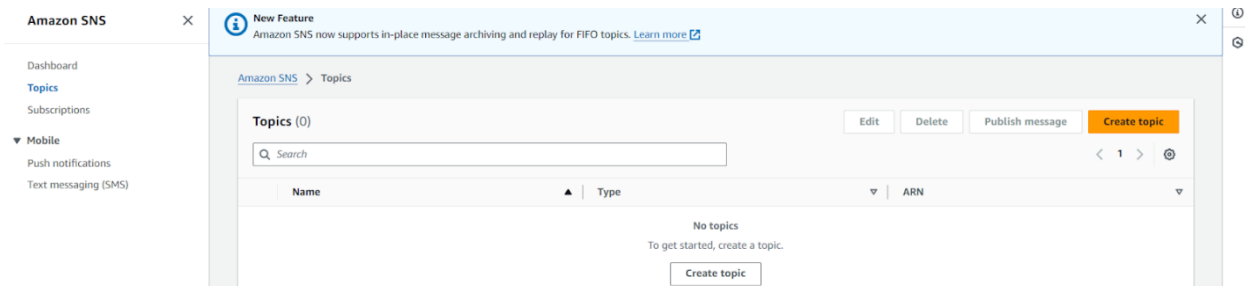 Amazon SNS
Dashboard
Topics
Subscriptions
Mobile
Push notifications
Text messaging (SMS)
New Feature
Amazon SNS now supports in-place message archiving and replay for FIFO topics. Learn more
Amazon SNS > Topics
Topics (0)
Edit Delete Publish message Create topic
Search
1
Name Type ARN
No topics
To get started, create a topic.
Create topic